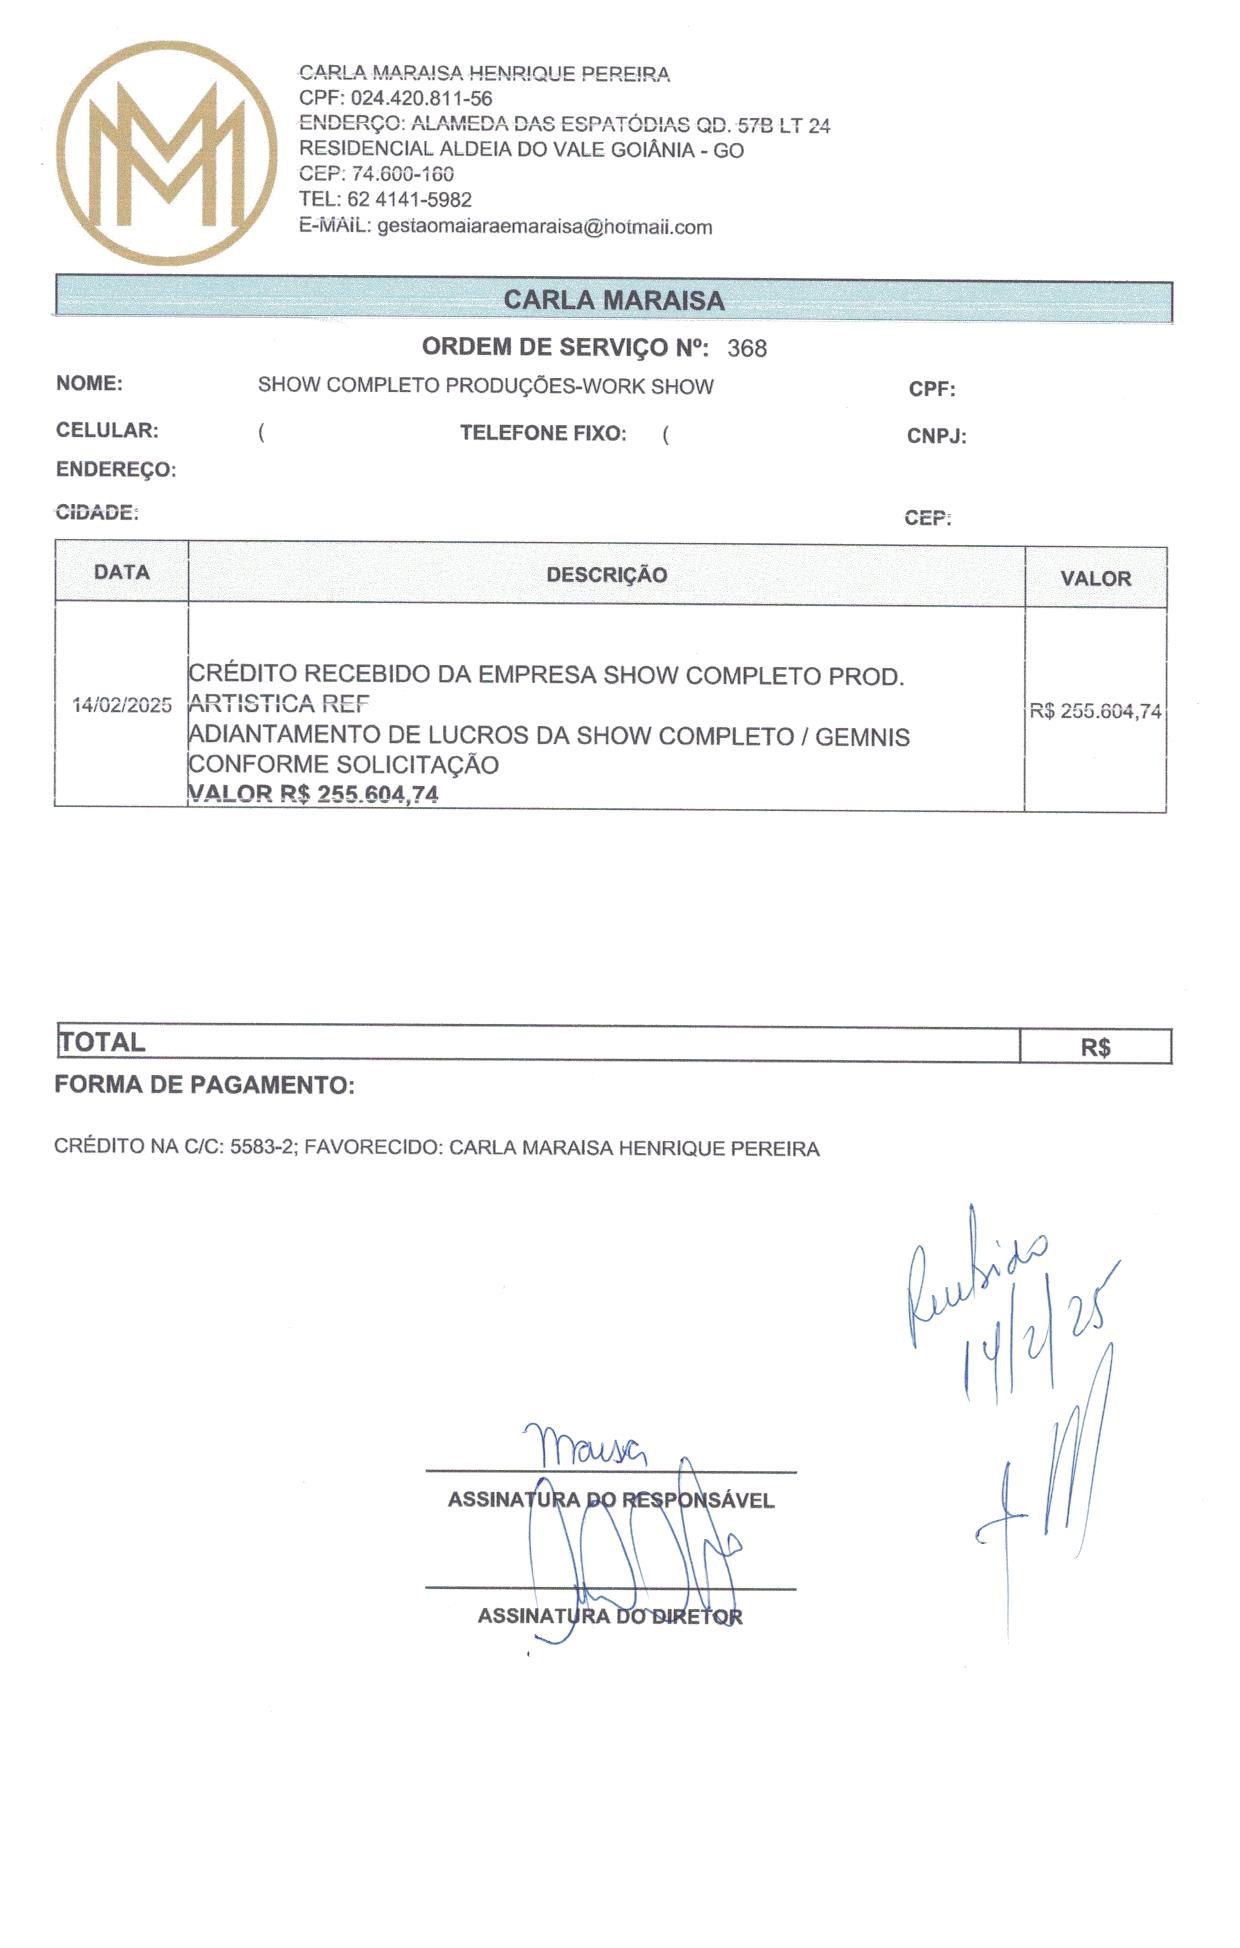 CARLA MARAISA HENRIQUE PEREIRA
CPF: 024.420.811-56
ENDERÇO: ALAMEDA DAS ESPATÓDIAS QD. 57B LT 24
RESIDENCIAL ALDEIA DO VALE GOIÂNIA - GO
CEP: 74.600-160
TEL: 62 4141-5982
E-MAIL: gestaomaiaraemaraisa@hotmail.com
CARLA MARAISA
ORDEM DE SERVIÇO Nº: 368
NOME: SHOW COMPLETO PRODUÇÕES-WORK SHOW CPF:
CELULAR: ( TELEFONE FIXO: ( CNPJ:
ENDEREÇO:
CIDADE: CEP:
DATA DESCRIÇÃO VALOR
CRÉDITO RECEBIDO DA EMPRESA SHOW COMPLETO PROD.
14/02/2025 ARTISTICA REF R$ 255.604,74
ADIANTAMENTO DE LUCROS DA SHOW COMPLETO / GEMNIS
CONFORME SOLICITAÇÃO
VALOR R$ 255.604,74
TOTAL R$
FORMA DE PAGAMENTO:
CRÉDITO NA C/C: 5583-2; FAVORECIDO: CARLA MARAISA HENRIQUE PEREIRA
Recebido
14/2/25
Maraisa
ASSINATURA DO RESPONSÁVEL
ASSINATURA DO DIRETOR